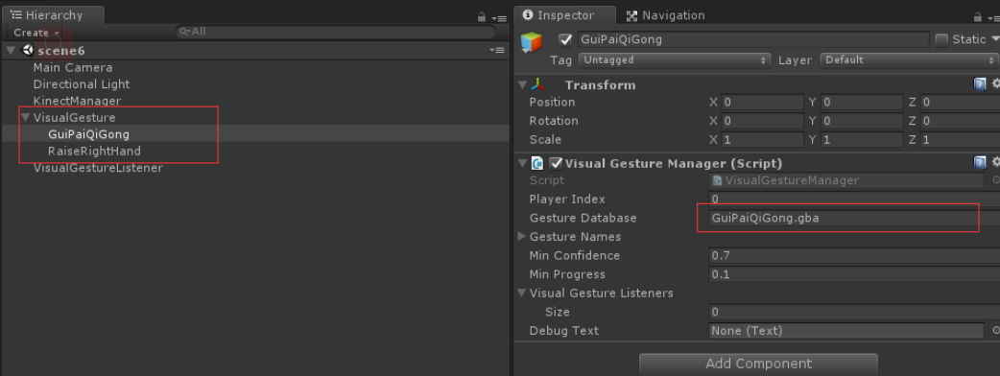 Hierarchy
Create
All
scene6
Main Camera
Directional Light
KinectManager
VisualGesture
GuiPaiQiGong
RaiseRightHand
VisualGestureListener
Inspector
Navigation
GuiPaiQiGong
Static
Tag Untagged Layer Default
Transform
Position X 0 Y 0 Z 0
Rotation X 0 Y 0 Z 0
Scale X 1 Y 1 Z 1
Visual Gesture Manager (Script)
Script VisualGestureManager
Player Index 0
Gesture Database GuiPaiQiGong.gba
Gesture Names
Min Confidence 0.7
Min Progress 0.1
Visual Gesture Listeners
Size 0
Debug Text None (Text)
Add Component